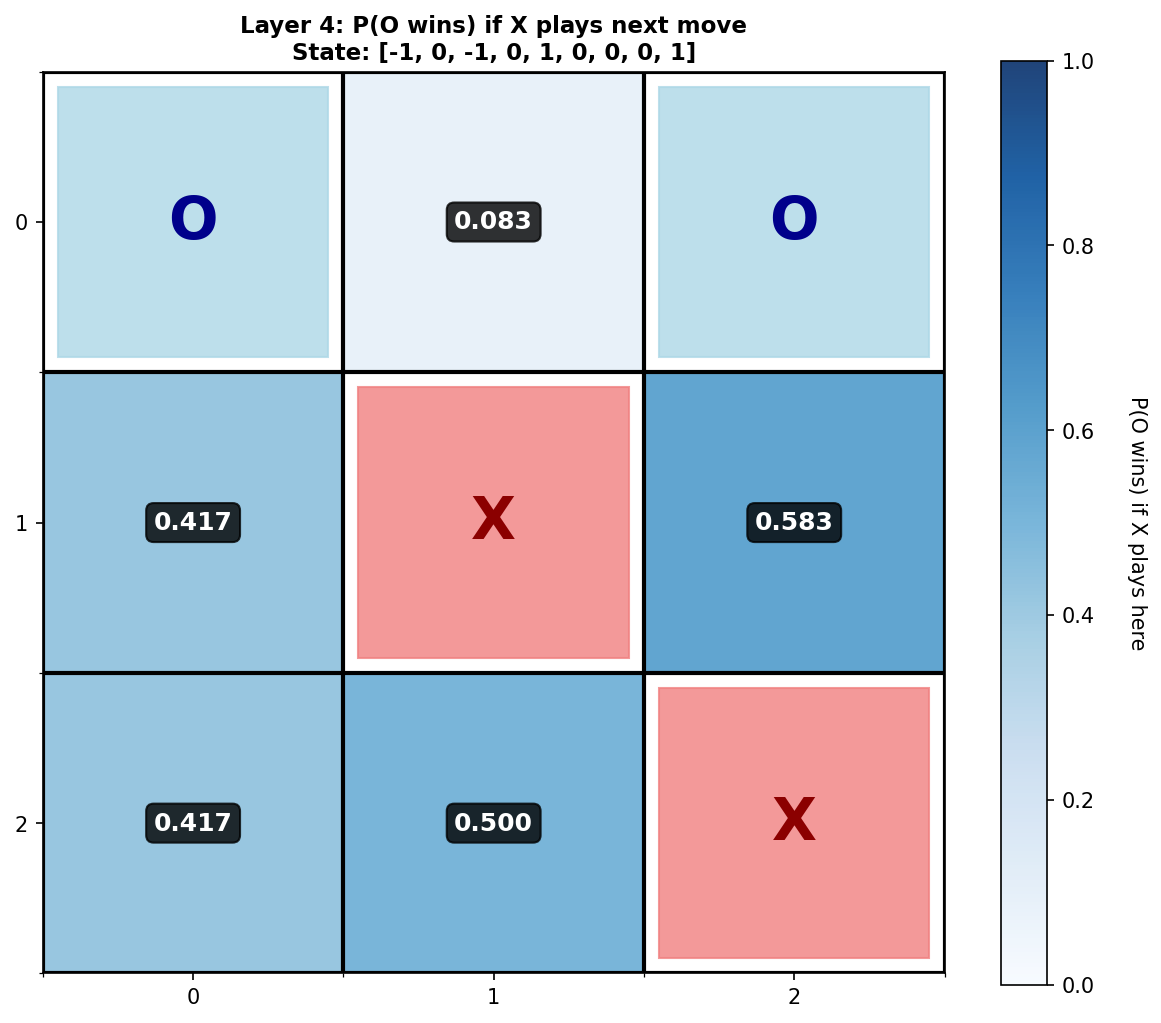 Layer 4: P(O wins) if X plays next move
State: [-1, 0, -1, 0, 1, 0, 0, 0, 1]
0
O
0.083
O
1
0.417
X
0.583
2
0.417
0.500
X
0
1
2
1.0
0.8
0.6
0.4
0.2
0.0
P(O wins) if X plays here